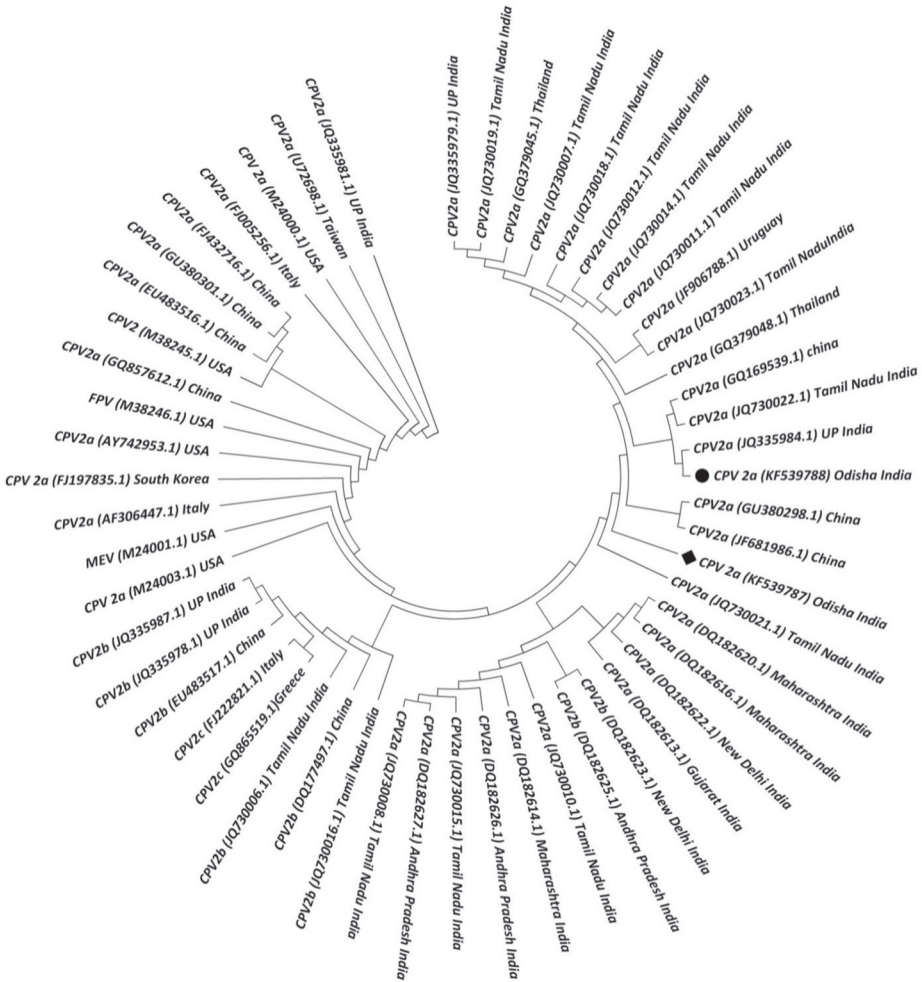 CPV2a (JQ335979.1) UP India
CPV2a (JQ730019.1) Tamil Nadu India
CPV2a (GQ379045.1) Thailand
CPV2a (JQ730007.1) Tamil Nadu India
CPV2a (JQ730018.1) Tamil Nadu India
CPV2a (JQ730012.1) Tamil Nadu India
CPV2a (JQ730014.1) Tamil Nadu India
CPV2a (JQ730011.1) Tamil Nadu India
CPV2a (JF906788.1) Uruguay
CPV2a (JQ730023.1) Tamil NaduIndia
CPV2a (GQ379048.1) Thailand
CPV2a (GQ169539.1) china
CPV2a (JQ730022.1) Tamil Nadu India
CPV2a (JQ335984.1) UP India
CPV 2a (KF539788) Odisha India
CPV2a (GU380298.1) China
CPV2a (JF681986.1) China
CPV 2a (KF539787) Odisha India
CPV2a (JQ730021.1) Tamil Nadu India
CPV2a (DQ182620.1) Maharashtra India
CPV2a (DQ182616.1) Maharashtra India
CPV2a (DQ182622.1) New Delhi India
CPV2a (DQ182613.1) Gujarat India
CPV2b (DQ182623.1) New Delhi India
CPV2b (DQ182625.1) Andhra Pradesh India
CPV2a (JQ730010.1) Tamil Nadu India
CPV2a (DQ182614.1) Maharashtra India
CPV2a (DQ182626.1) Andhra Pradesh India
CPV2a (JQ730015.1) Tamil Nadu India
CPV2a (DQ182627.1) Andhra Pradesh India
CPV2a (JQ730008.1) Tamil Nadu India
CPV2b (JQ730016.1) Tamil Nadu India
CPV2b (DQ177497.1) China
CPV2b (JQ730006.1) Tamil Nadu India
CPV2c (GQ865519.1)Greece
CPV2c (FJ222821.1) Italy
CPV2b (EU483517.1) China
CPV2b (JQ335978.1) UP India
CPV2b (JQ335987.1) UP India
CPV 2a (M24003.1) USA
MEV (M24001.1) USA
CPV2a (AF306447.1) Italy
CPV 2a (FJ197835.1) South Korea
CPV2a (AY742953.1) USA
FPV (M38246.1) USA
CPV2a (GQ857612.1) China
CPV2 (M38245.1) USA
CPV2a (EU483516.1) China
CPV2a (GU380301.1) China
CPV2a (FJ432716.1) China
CPV2a (FJ005256.1) Italy
CPV 2a (M24000.1) USA
CPV2a (U72698.1) Taiwan
CPV2a (JQ335981.1) UP India